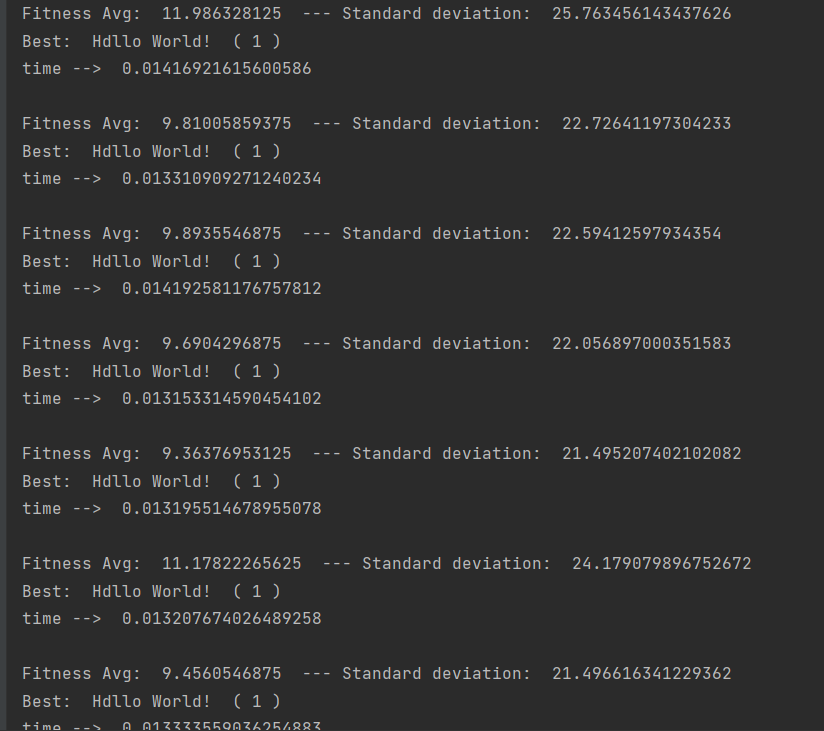 Fitness Avg:  11.986328125  --- Standard deviation:  25.763456143437626
Best:  Hdllo World!  ( 1 )
time -->  0.01416921615600586
Fitness Avg:  9.81005859375  --- Standard deviation:  22.72641197304233
Best:  Hdllo World!  ( 1 )
time -->  0.013310909271240234
Fitness Avg:  9.8935546875  --- Standard deviation:  22.59412597934354
Best:  Hdllo World!  ( 1 )
time -->  0.014192581176757812
Fitness Avg:  9.6904296875  --- Standard deviation:  22.056897000351583
Best:  Hdllo World!  ( 1 )
time -->  0.013153314590454102
Fitness Avg:  9.36376953125  --- Standard deviation:  21.495207402102082
Best:  Hdllo World!  ( 1 )
time -->  0.013195514678955078
Fitness Avg:  11.17822265625  --- Standard deviation:  24.179079896752672
Best:  Hdllo World!  ( 1 )
time -->  0.013207674026489258
Fitness Avg:  9.4560546875  --- Standard deviation:  21.496616341229362
Best:  Hdllo World!  ( 1 )
time -->  0.013333559036254883